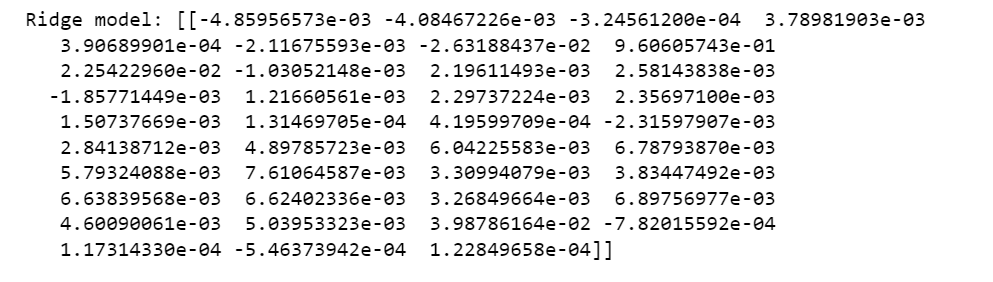 Ridge model: [[-4.85956573e-03 -4.08467226e-03 -3.24561200e-04  3.78981903e-03
3.90689901e-04 -2.11675593e-03 -2.63188437e-02  9.60605743e-01
2.25422960e-02 -1.03052148e-03  2.19611493e-03  2.58143838e-03
-1.85771449e-03  1.21660561e-03  2.29737224e-03  2.35697100e-03
1.50737669e-03  1.31469705e-04  4.19599709e-04 -2.31597907e-03
2.84138712e-03  4.89785723e-03  6.04225583e-03  6.78793870e-03
5.79324088e-03  7.61064587e-03  3.30994079e-03  3.83447492e-03
6.63839568e-03  6.62402336e-03  3.26849664e-03  6.89756977e-03
4.60090061e-03  5.03953323e-03  3.98786164e-02 -7.82015592e-04
1.17314330e-04 -5.46373942e-04  1.22849658e-04]]